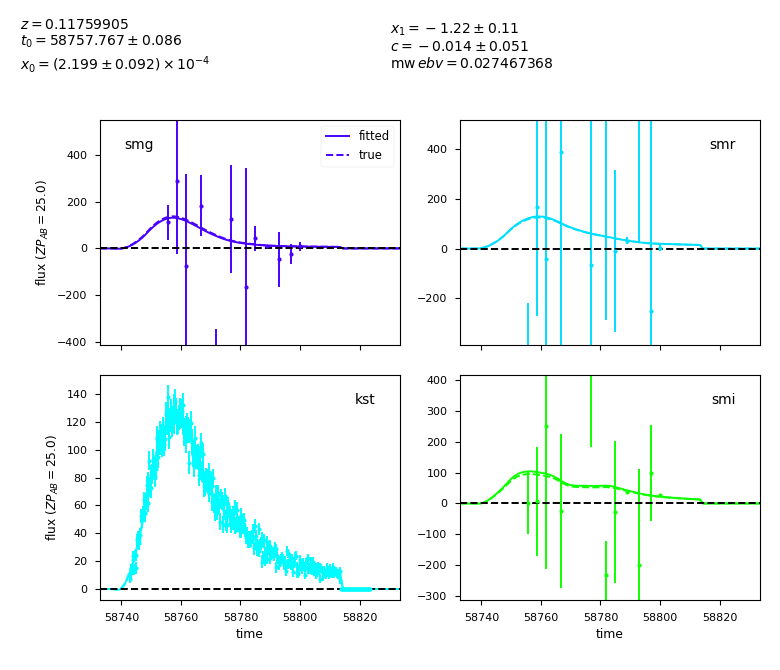 z = 0.11759905
t₀ = 58757.767 ± 0.086
x₀ = (2.199 ± 0.092) × 10⁻⁴
x₁ = −1.22 ± 0.11
c = −0.014 ± 0.051
mw ebv = 0.027467368
smg
fitted
true
400
200
0
−200
−400
flux (ZP_AB = 25.0)
smr
400
200
0
−200
kst
140
120
100
80
60
40
20
0
flux (ZP_AB = 25.0)
58740 58760 58780 58800 58820
time
smi
400
300
200
100
0
−100
−200
−300
58740 58760 58780 58800 58820
time